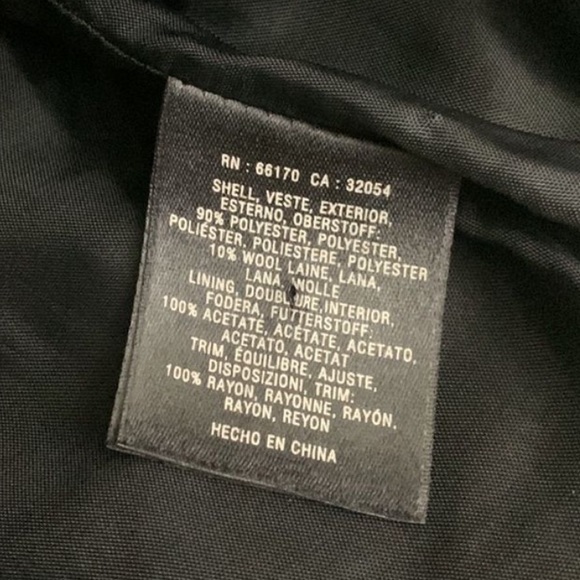 RN : 66170 CA : 32054
SHELL, VESTE, EXTERIOR,
ESTERNO, OBERSTOFF:
90% POLYESTER, POLYESTER,
POLIÉSTER, POLIESTERE, POLYESTER
10% WOOL LAINE, LANA,
LANA, WOLLE
LINING, DOUBLURE,INTERIOR,
FODERA, FUTTERSTOFF:
100% ACETATE, ACÉTATE, ACETATO,
ACETATO, ACETAT
TRIM, ÉQUILIBRE, AJUSTE,
DISPOSIZIONI, TRIM:
100% RAYON, RAYONNE, RAYÓN,
RAYON, REYON
HECHO EN CHINA